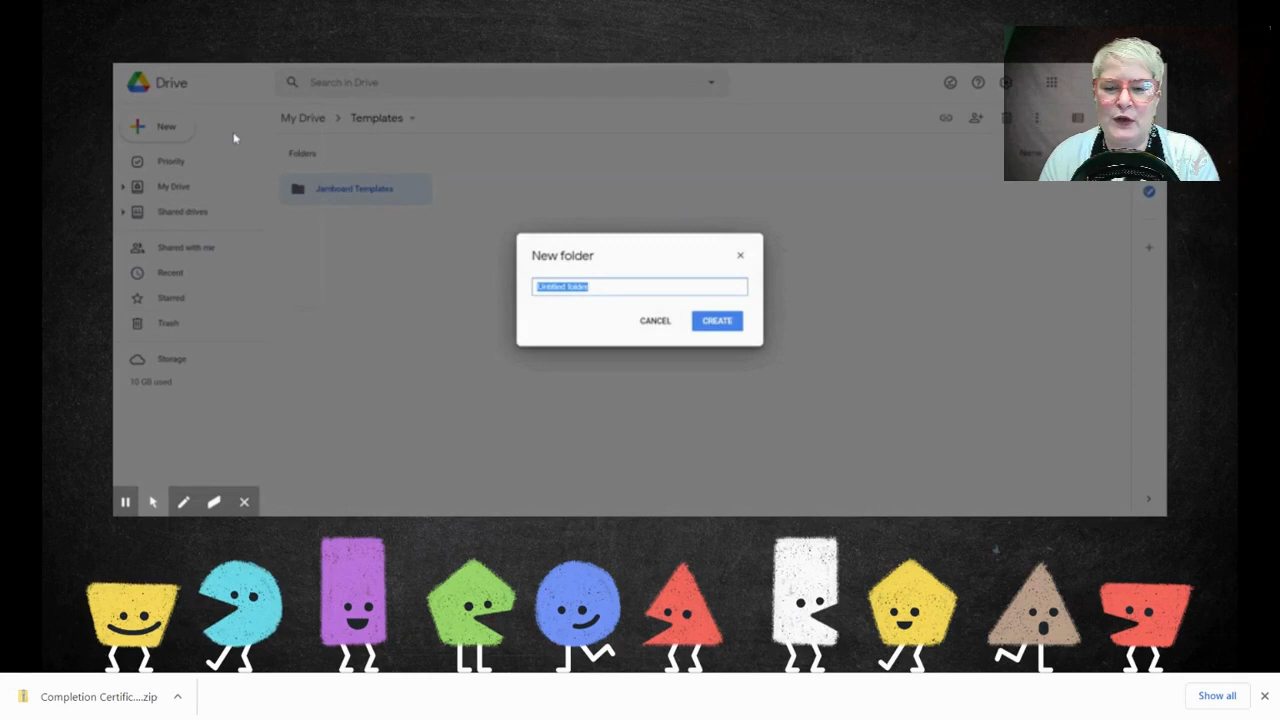 Drive
Search in Drive
New
My Drive
Templates
Priority
Folders
Name
My Drive
Jamboard Templates
Shared drives
Shared with me
New folder
Recent
Untitled folder
Starred
CANCEL
CREATE
Trash
Storage
10 GB used
Completion Certific....zip
Show all